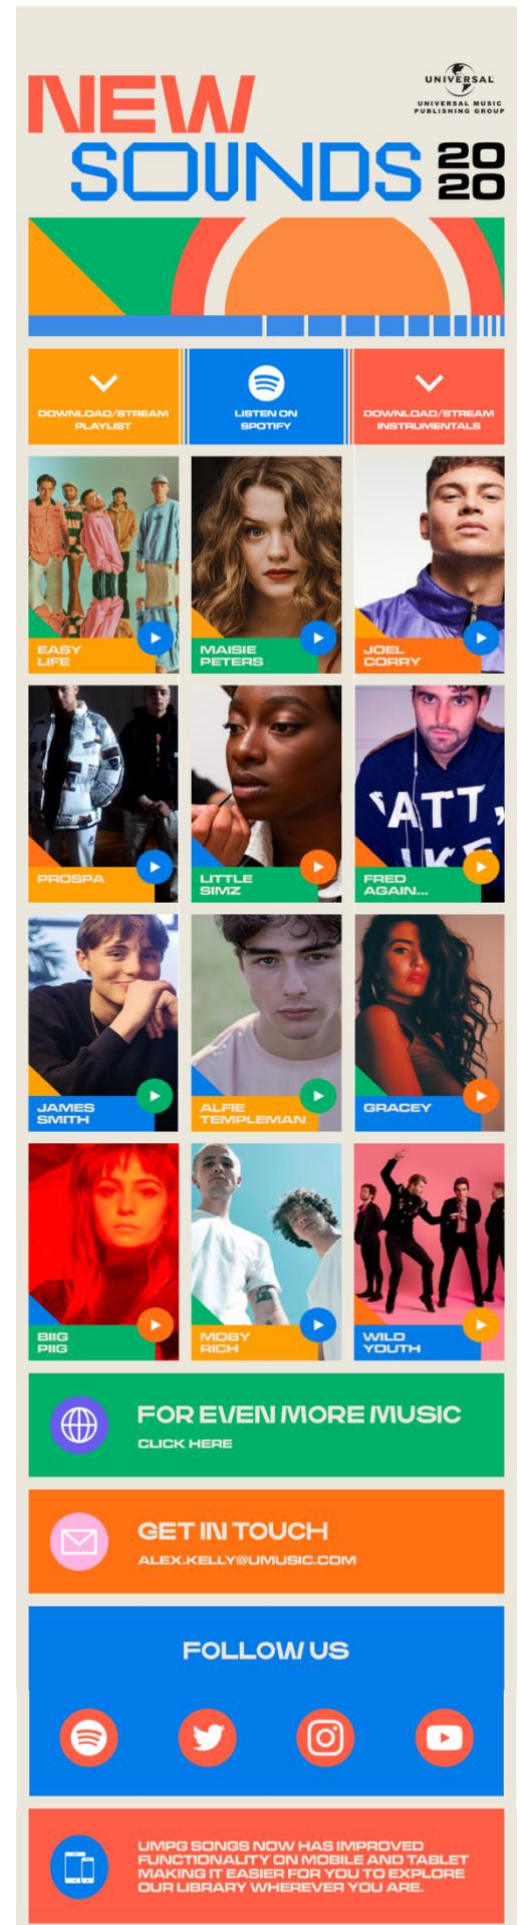 NEW
UNIVERSAL
UNIVERSAL MUSIC
PUBLISHING GROUP
SOUNDS 20
20
DOWNLOAD/STREAM
PLAYLIST
LISTEN ON
SPOTIFY
DOWNLOAD/STREAM
INSTRUMENTALS
EASY
LIFE
MAISIE
PETERS
JOEL
CORRY
PROSPA
LITTLE
SIMZ
FRED
AGAIN...
JAMES
SMITH
ALFIE
TEMPLEMAN
GRACEY
BIIG
PIIG
MOBY
RICH
WILD
YOUTH
FOR EVEN MORE MUSIC
CLICK HERE
GET IN TOUCH
ALEX.KELLY@UMUSIC.COM
FOLLOW US
UMPG SONGS NOW HAS IMPROVED
FUNCTIONALITY ON MOBILE AND TABLET
MAKING IT EASIER FOR YOU TO EXPLORE
OUR LIBRARY WHEREVER YOU ARE.